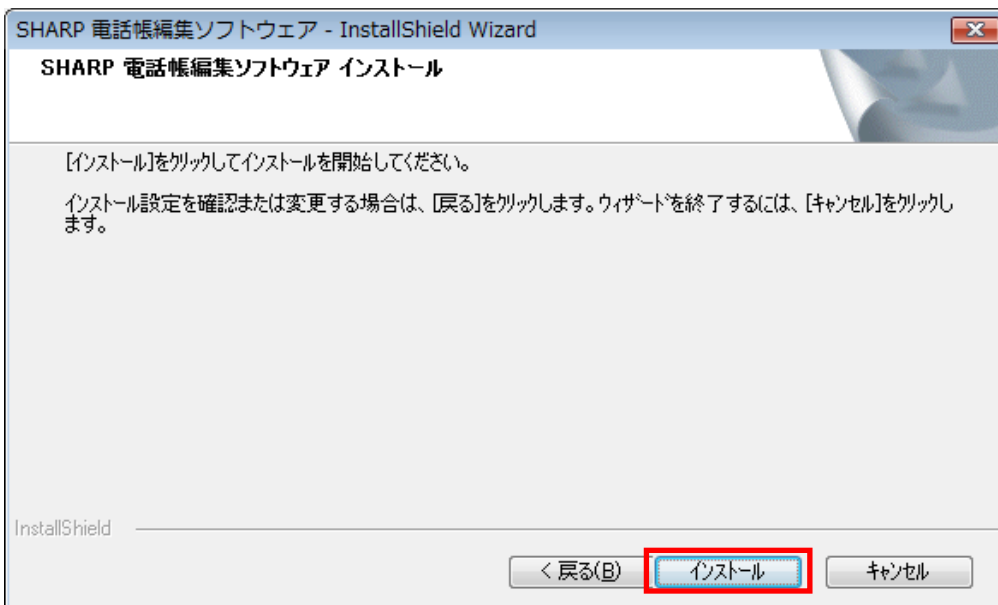 SHARP 電話帳編集ソフトウェア - InstallShield Wizard
SHARP 電話帳編集ソフトウェア インストール
[インストール]をクリックしてインストールを開始してください。
インストール設定を確認または変更する場合は、[戻る]をクリックします。ウィザードを終了するには、[キャンセル]をクリックし
ます。
InstallShield
< 戻る(B)
インストール
キャンセル